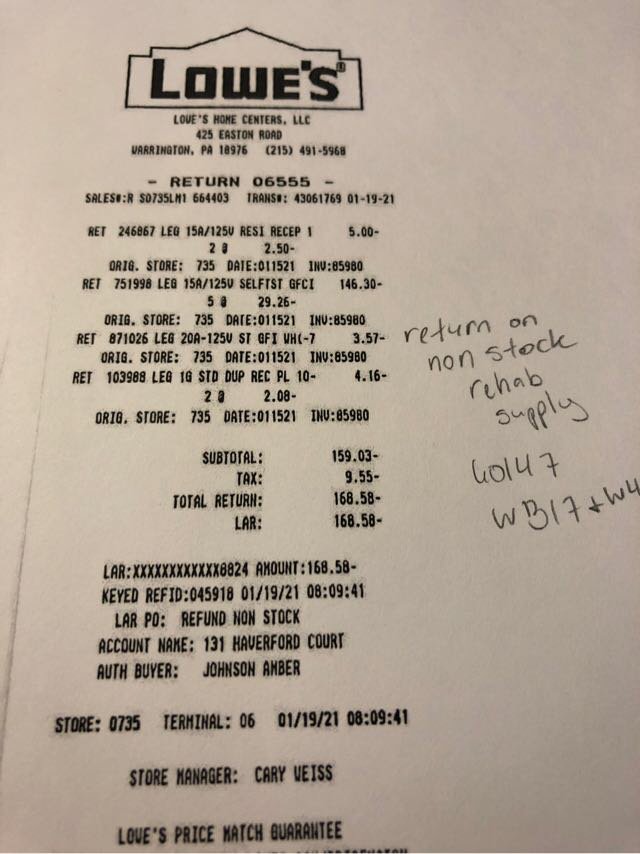 LOWE'S®
LOWE'S HOME CENTERS, LLC
425 EASTON ROAD
WARRINGTON, PA 18976 (215) 491-5968
- RETURN 06555 -
SALES#:R S0735LM1 664403 TRANS#: 43061769 01-19-21
RET 246867 LEG 15A/125V RESI RECEP 1 5.00-
2 @ 2.50-
ORIG. STORE: 735 DATE:011521 INV:85980
RET 751998 LEG 15A/125V SELFTST GFCI 146.30-
5 @ 29.26-
ORIG. STORE: 735 DATE:011521 INV:85980
RET 871026 LEG 20A-125V ST GFI WH(-7 3.57-
ORIG. STORE: 735 DATE:011521 INV:85980
RET 103988 LEG 1G STD DUP REC PL 10- 4.16-
2 @ 2.08-
ORIG. STORE: 735 DATE:011521 INV:85980
return on
non stock
rehab
supply
60147
WB17 + W4
SUBTOTAL: 159.03-
TAX: 9.55-
TOTAL RETURN: 168.58-
LAR: 168.58-
LAR:XXXXXXXXXXXX8824 AMOUNT:168.58-
KEYED REFID:045918 01/19/21 08:09:41
LAR PO: REFUND NON STOCK
ACCOUNT NAME: 131 HAVERFORD COURT
AUTH BUYER: JOHNSON AMBER
STORE: 0735 TERMINAL: 06 01/19/21 08:09:41
STORE MANAGER: CARY WEISS
LOWE'S PRICE MATCH GUARANTEE